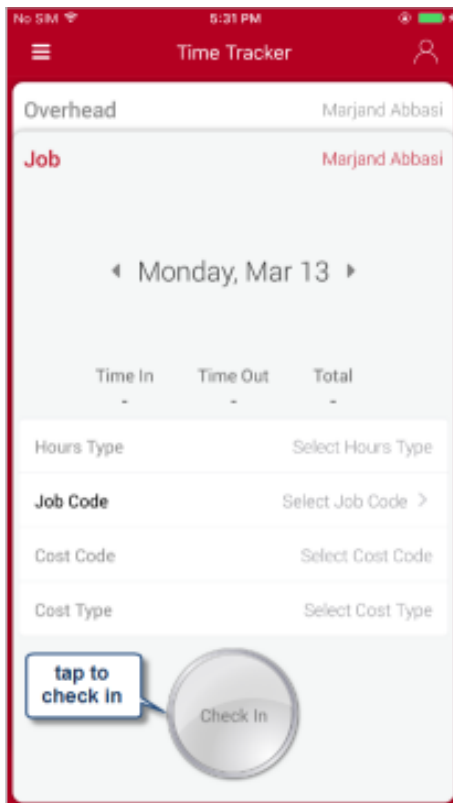 No SIM 5:31 PM
Time Tracker
Overhead Marjand Abbasi
Job Marjand Abbasi
Monday, Mar 13
Time In Time Out Total
- - -
Hours Type Select Hours Type
Job Code Select Job Code >
Cost Code Select Cost Code
Cost Type Select Cost Type
tap to
check in
Check In